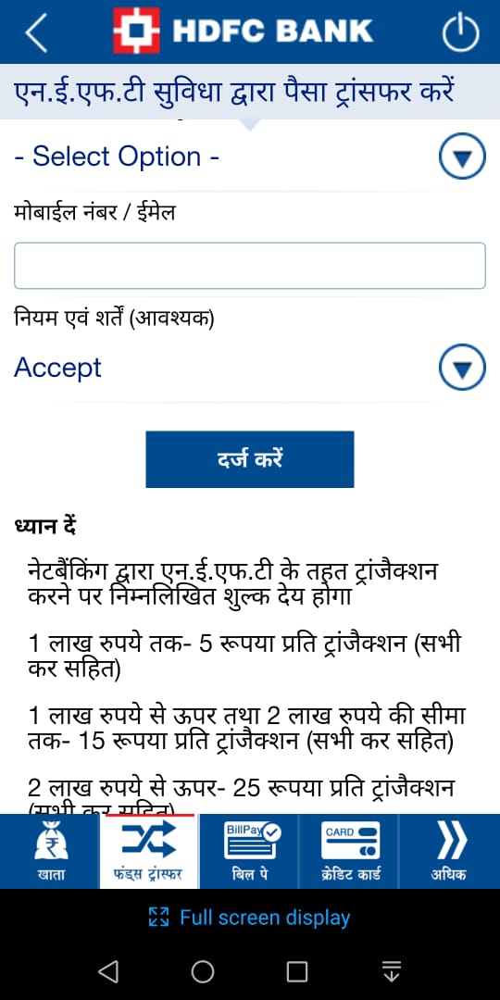 HDFC BANK
एन.ई.एफ.टी सुविधा द्वारा पैसा ट्रांसफर करें
- Select Option -
मोबाईल नंबर / ईमेल
नियम एवं शर्तें (आवश्यक)
Accept
दर्ज करें
ध्यान दें
नेटबैंकिंग द्वारा एन.ई.एफ.टी के तहत ट्रांजैक्शन
करने पर निम्नलिखित शुल्क देय होगा
1 लाख रुपये तक- 5 रूपया प्रति ट्रांजैक्शन (सभी
कर सहित)
1 लाख रुपये से ऊपर तथा 2 लाख रुपये की सीमा
तक- 15 रूपया प्रति ट्रांजैक्शन (सभी कर सहित)
2 लाख रुपये से ऊपर- 25 रूपया प्रति ट्रांजैक्शन
(सभी कर सहित)
BillPay
CARD
खाता
फंड्स ट्रांस्फर
बिल पे
क्रेडिट कार्ड
अधिक
Full screen display